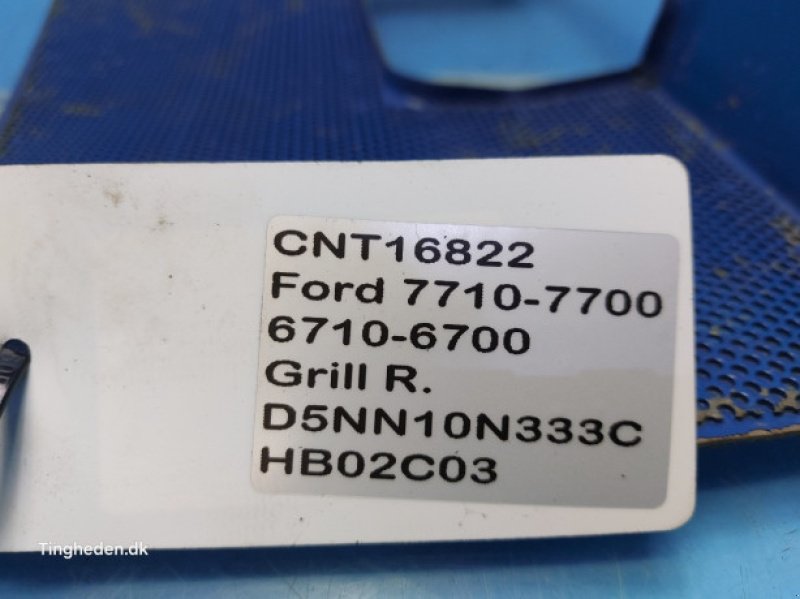 CNT16822
Ford 7710-7700
6710-6700
Grill R.
D5NN10N333C
HB02C03
Tingheden.dk